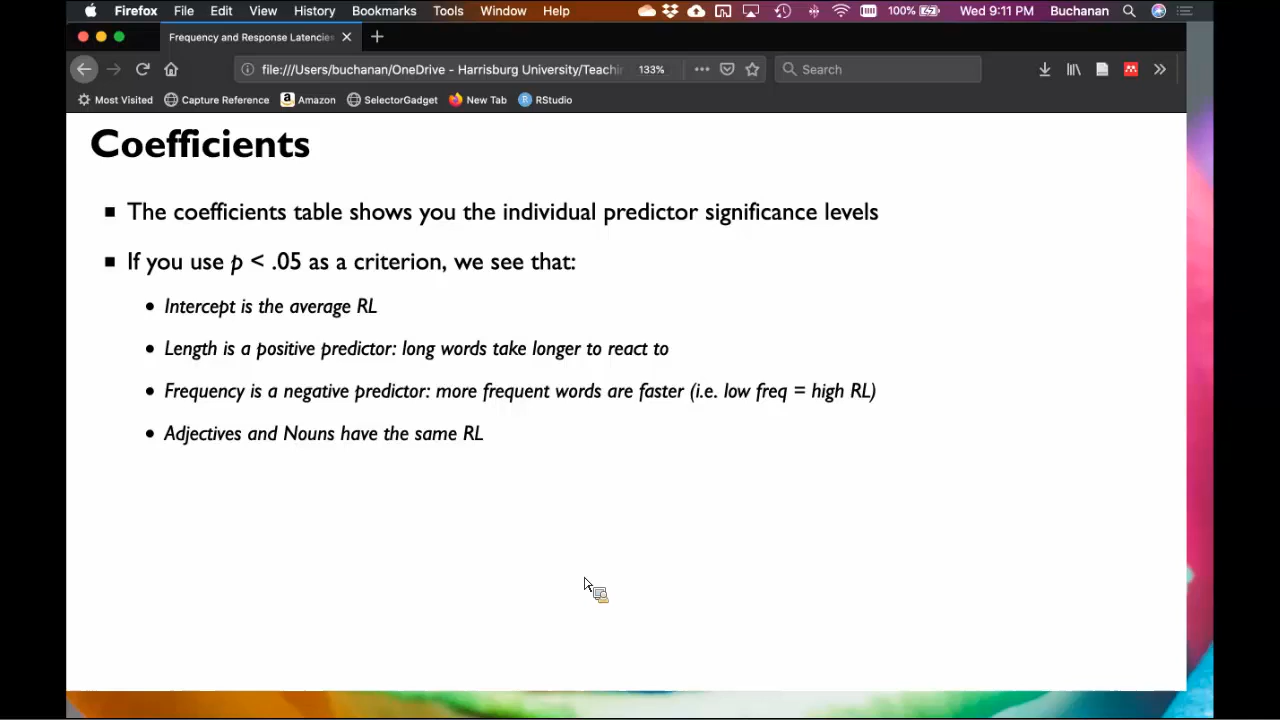 Firefox File Edit View History Bookmarks Tools Window Help 100% Wed 9:11 PM Buchanan
Frequency and Response Latencies
file:///Users/buchanan/OneDrive - Harrisburg University/Teachin 133% Search
Most Visited Capture Reference Amazon SelectorGadget New Tab RStudio
Coefficients
The coefficients table shows you the individual predictor significance levels
If you use p < .05 as a criterion, we see that:
Intercept is the average RL
Length is a positive predictor: long words take longer to react to
Frequency is a negative predictor: more frequent words are faster (i.e. low freq = high RL)
Adjectives and Nouns have the same RL